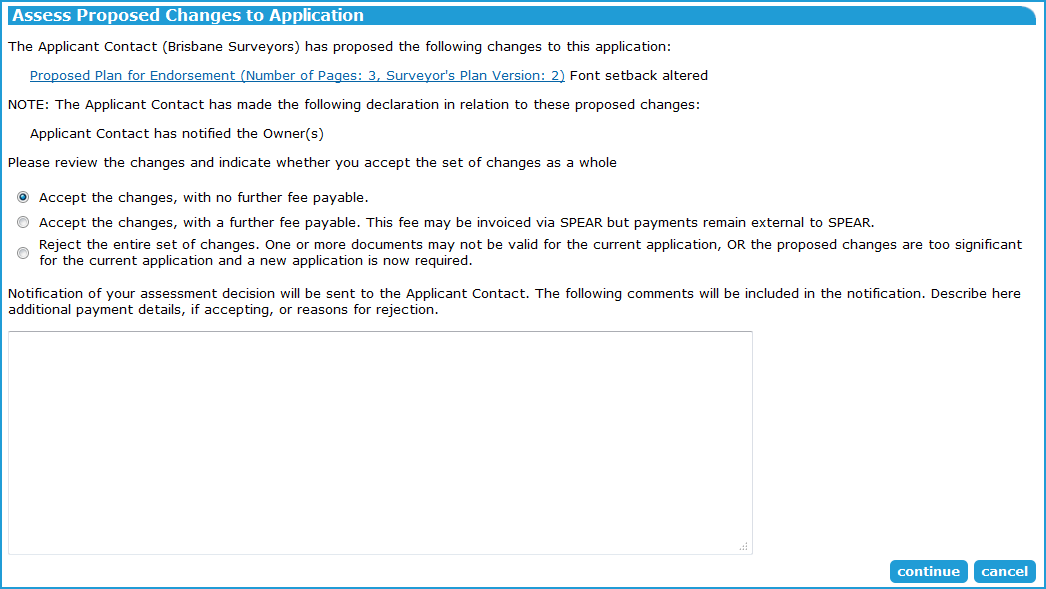 Assess Proposed Changes to Application
The Applicant Contact (Brisbane Surveyors) has proposed the following changes to this application:
Proposed Plan for Endorsement (Number of Pages: 3, Surveyor's Plan Version: 2) Font setback altered
NOTE: The Applicant Contact has made the following declaration in relation to these proposed changes:
Applicant Contact has notified the Owner(s)
Please review the changes and indicate whether you accept the set of changes as a whole
Accept the changes, with no further fee payable.
Accept the changes, with a further fee payable. This fee may be invoiced via SPEAR but payments remain external to SPEAR.
Reject the entire set of changes. One or more documents may not be valid for the current application, OR the proposed changes are too significant
for the current application and a new application is now required.
Notification of your assessment decision will be sent to the Applicant Contact. The following comments will be included in the notification. Describe here
additional payment details, if accepting, or reasons for rejection.
continue cancel